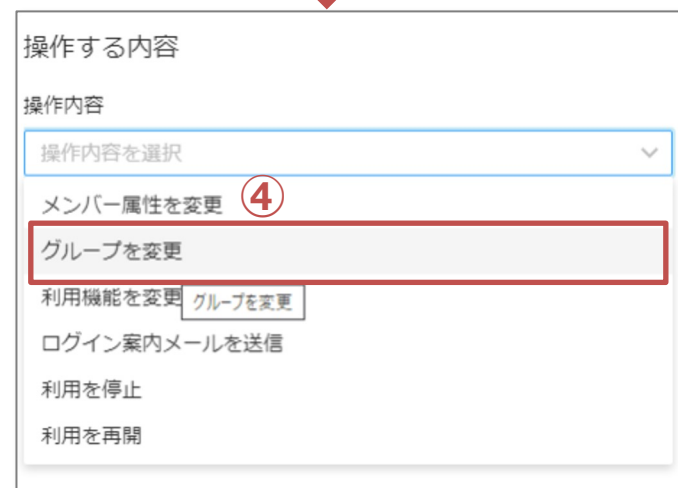 操作する内容
操作内容
操作内容を選択
メンバー属性を変更 ④
グループを変更
利用機能を変更 グループを変更
ログイン案内メールを送信
利用を停止
利用を再開